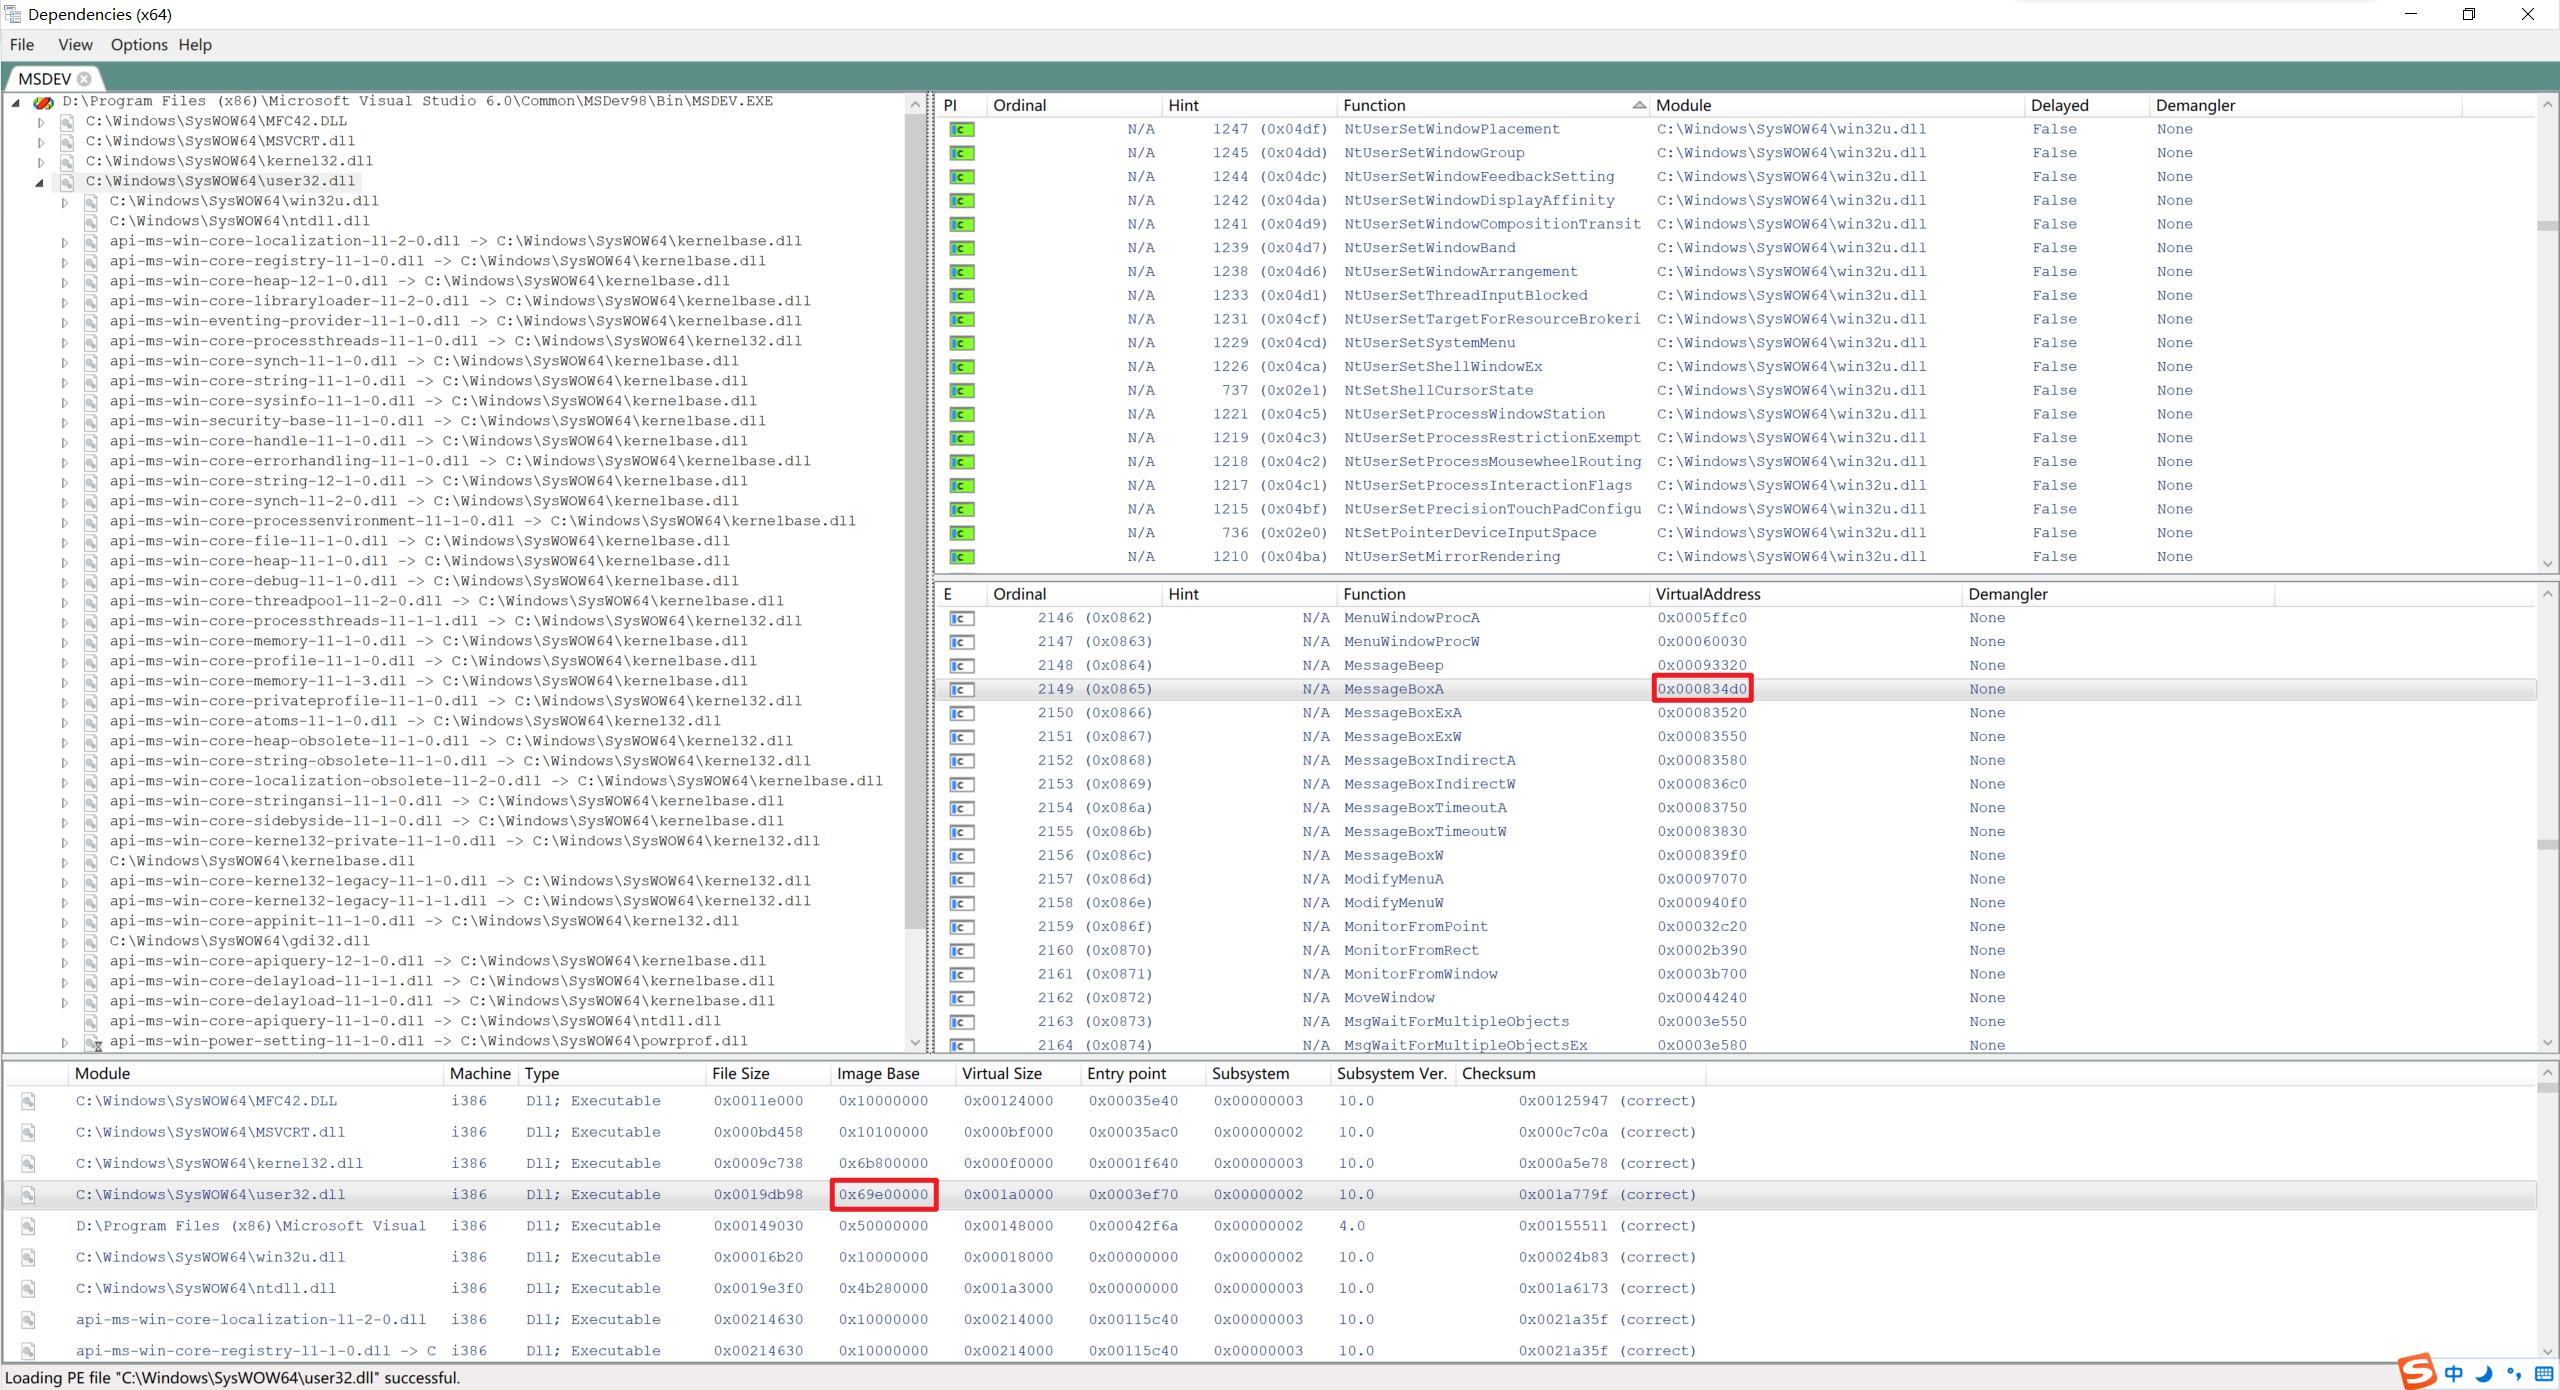 Dependencies (x64)
File View Options Help
MSDEV
D:\Program Files (x86)\Microsoft Visual Studio 6.0\Common\MSDev98\Bin\MSDEV.EXE
C:\Windows\SysWOW64\MFC42.DLL
C:\Windows\SysWOW64\MSVCRT.dll
C:\Windows\SysWOW64\kernel32.dll
C:\Windows\SysWOW64\user32.dll
C:\Windows\SysWOW64\win32u.dll
C:\Windows\SysWOW64\ntdll.dll
api-ms-win-core-localization-l1-2-0.dll -> C:\Windows\SysWOW64\kernelbase.dll
api-ms-win-core-registry-l1-1-0.dll -> C:\Windows\SysWOW64\kernelbase.dll
api-ms-win-core-heap-l2-1-0.dll -> C:\Windows\SysWOW64\kernelbase.dll
api-ms-win-core-libraryloader-l1-2-0.dll -> C:\Windows\SysWOW64\kernelbase.dll
api-ms-win-eventing-provider-l1-1-0.dll -> C:\Windows\SysWOW64\kernelbase.dll
api-ms-win-core-processthreads-l1-1-0.dll -> C:\Windows\SysWOW64\kernel32.dll
api-ms-win-core-synch-l1-1-0.dll -> C:\Windows\SysWOW64\kernelbase.dll
api-ms-win-core-string-l1-1-0.dll -> C:\Windows\SysWOW64\kernelbase.dll
api-ms-win-core-sysinfo-l1-1-0.dll -> C:\Windows\SysWOW64\kernelbase.dll
api-ms-win-security-base-l1-1-0.dll -> C:\Windows\SysWOW64\kernelbase.dll
api-ms-win-core-handle-l1-1-0.dll -> C:\Windows\SysWOW64\kernelbase.dll
api-ms-win-core-errorhandling-l1-1-0.dll -> C:\Windows\SysWOW64\kernelbase.dll
api-ms-win-core-string-l2-1-0.dll -> C:\Windows\SysWOW64\kernelbase.dll
api-ms-win-core-synch-l1-2-0.dll -> C:\Windows\SysWOW64\kernelbase.dll
api-ms-win-core-processenvironment-l1-1-0.dll -> C:\Windows\SysWOW64\kernelbase.dll
api-ms-win-core-file-l1-1-0.dll -> C:\Windows\SysWOW64\kernelbase.dll
api-ms-win-core-heap-l1-1-0.dll -> C:\Windows\SysWOW64\kernelbase.dll
api-ms-win-core-debug-l1-1-0.dll -> C:\Windows\SysWOW64\kernelbase.dll
api-ms-win-core-threadpool-l1-2-0.dll -> C:\Windows\SysWOW64\kernelbase.dll
api-ms-win-core-processthreads-l1-1-1.dll -> C:\Windows\SysWOW64\kernel32.dll
api-ms-win-core-memory-l1-1-0.dll -> C:\Windows\SysWOW64\kernelbase.dll
api-ms-win-core-profile-l1-1-0.dll -> C:\Windows\SysWOW64\kernelbase.dll
api-ms-win-core-memory-l1-1-3.dll -> C:\Windows\SysWOW64\kernelbase.dll
api-ms-win-core-privateprofile-l1-1-0.dll -> C:\Windows\SysWOW64\kernel32.dll
api-ms-win-core-atoms-l1-1-0.dll -> C:\Windows\SysWOW64\kernel32.dll
api-ms-win-core-heap-obsolete-l1-1-0.dll -> C:\Windows\SysWOW64\kernel32.dll
api-ms-win-core-string-obsolete-l1-1-0.dll -> C:\Windows\SysWOW64\kernel32.dll
api-ms-win-core-localization-obsolete-l1-2-0.dll -> C:\Windows\SysWOW64\kernelbase.dll
api-ms-win-core-stringansi-l1-1-0.dll -> C:\Windows\SysWOW64\kernelbase.dll
api-ms-win-core-sidebyside-l1-1-0.dll -> C:\Windows\SysWOW64\kernelbase.dll
api-ms-win-core-kernel32-private-l1-1-0.dll -> C:\Windows\SysWOW64\kernel32.dll
C:\Windows\SysWOW64\kernelbase.dll
api-ms-win-core-kernel32-legacy-l1-1-0.dll -> C:\Windows\SysWOW64\kernel32.dll
api-ms-win-core-kernel32-legacy-l1-1-1.dll -> C:\Windows\SysWOW64\kernel32.dll
api-ms-win-core-appinit-l1-1-0.dll -> C:\Windows\SysWOW64\kernel32.dll
C:\Windows\SysWOW64\gdi32.dll
api-ms-win-core-apiquery-l2-1-0.dll -> C:\Windows\SysWOW64\kernelbase.dll
api-ms-win-core-delayload-l1-1-1.dll -> C:\Windows\SysWOW64\kernelbase.dll
api-ms-win-core-delayload-l1-1-0.dll -> C:\Windows\SysWOW64\kernelbase.dll
api-ms-win-core-apiquery-l1-1-0.dll -> C:\Windows\SysWOW64\ntdll.dll
api-ms-win-power-setting-l1-1-0.dll -> C:\Windows\SysWOW64\powrprof.dll
PI Ordinal Hint Function Module Delayed Demangler
N/A 1247 (0x04df) NtUserSetWindowPlacement C:\Windows\SysWOW64\win32u.dll False None
N/A 1245 (0x04dd) NtUserSetWindowGroup C:\Windows\SysWOW64\win32u.dll False None
N/A 1244 (0x04dc) NtUserSetWindowFeedbackSetting C:\Windows\SysWOW64\win32u.dll False None
N/A 1242 (0x04da) NtUserSetWindowDisplayAffinity C:\Windows\SysWOW64\win32u.dll False None
N/A 1241 (0x04d9) NtUserSetWindowCompositionTransit C:\Windows\SysWOW64\win32u.dll False None
N/A 1239 (0x04d7) NtUserSetWindowBand C:\Windows\SysWOW64\win32u.dll False None
N/A 1238 (0x04d6) NtUserSetWindowArrangement C:\Windows\SysWOW64\win32u.dll False None
N/A 1233 (0x04d1) NtUserSetThreadInputBlocked C:\Windows\SysWOW64\win32u.dll False None
N/A 1231 (0x04cf) NtUserSetTargetForResourceBrokeri C:\Windows\SysWOW64\win32u.dll False None
N/A 1229 (0x04cd) NtUserSetSystemMenu C:\Windows\SysWOW64\win32u.dll False None
N/A 1226 (0x04ca) NtUserSetShellWindowEx C:\Windows\SysWOW64\win32u.dll False None
N/A 737 (0x02e1) NtSetShellCursorState C:\Windows\SysWOW64\win32u.dll False None
N/A 1221 (0x04c5) NtUserSetProcessWindowStation C:\Windows\SysWOW64\win32u.dll False None
N/A 1219 (0x04c3) NtUserSetProcessRestrictionExempt C:\Windows\SysWOW64\win32u.dll False None
N/A 1218 (0x04c2) NtUserSetProcessMousewheelRouting C:\Windows\SysWOW64\win32u.dll False None
N/A 1217 (0x04c1) NtUserSetProcessInteractionFlags C:\Windows\SysWOW64\win32u.dll False None
N/A 1215 (0x04bf) NtUserSetPrecisionTouchPadConfigu C:\Windows\SysWOW64\win32u.dll False None
N/A 736 (0x02e0) NtSetPointerDeviceInputSpace C:\Windows\SysWOW64\win32u.dll False None
N/A 1210 (0x04ba) NtUserSetMirrorRendering C:\Windows\SysWOW64\win32u.dll False None
E Ordinal Hint Function VirtualAddress Demangler
2146 (0x0862) N/A MenuWindowProcA 0x0005ffc0 None
2147 (0x0863) N/A MenuWindowProcW 0x00060030 None
2148 (0x0864) N/A MessageBeep 0x00093320 None
2149 (0x0865) N/A MessageBoxA 0x000834d0 None
2150 (0x0866) N/A MessageBoxExA 0x00083520 None
2151 (0x0867) N/A MessageBoxExW 0x00083550 None
2152 (0x0868) N/A MessageBoxIndirectA 0x00083580 None
2153 (0x0869) N/A MessageBoxIndirectW 0x000836c0 None
2154 (0x086a) N/A MessageBoxTimeoutA 0x00083750 None
2155 (0x086b) N/A MessageBoxTimeoutW 0x00083830 None
2156 (0x086c) N/A MessageBoxW 0x000839f0 None
2157 (0x086d) N/A ModifyMenuA 0x00097070 None
2158 (0x086e) N/A ModifyMenuW 0x000940f0 None
2159 (0x086f) N/A MonitorFromPoint 0x00032c20 None
2160 (0x0870) N/A MonitorFromRect 0x0002b390 None
2161 (0x0871) N/A MonitorFromWindow 0x0003b700 None
2162 (0x0872) N/A MoveWindow 0x00044240 None
2163 (0x0873) N/A MsgWaitForMultipleObjects 0x0003e550 None
2164 (0x0874) N/A MsgWaitForMultipleObjectsEx 0x0003e580 None
Module Machine Type File Size Image Base Virtual Size Entry point Subsystem Subsystem Ver. Checksum
C:\Windows\SysWOW64\MFC42.DLL i386 Dll; Executable 0x0011e000 0x10000000 0x00124000 0x00035e40 0x00000003 10.0 0x00125947 (correct)
C:\Windows\SysWOW64\MSVCRT.dll i386 Dll; Executable 0x000bd458 0x10100000 0x000bf000 0x00035ac0 0x00000002 10.0 0x000c7c0a (correct)
C:\Windows\SysWOW64\kernel32.dll i386 Dll; Executable 0x0009c738 0x6b800000 0x000f0000 0x0001f640 0x00000003 10.0 0x000a5e78 (correct)
C:\Windows\SysWOW64\user32.dll i386 Dll; Executable 0x0019db98 0x69e00000 0x001a0000 0x0003ef70 0x00000002 10.0 0x001a779f (correct)
D:\Program Files (x86)\Microsoft Visual i386 Dll; Executable 0x00149030 0x50000000 0x00148000 0x00042f6a 0x00000002 4.0 0x00155511 (correct)
C:\Windows\SysWOW64\win32u.dll i386 Dll; Executable 0x00016b20 0x10000000 0x00018000 0x00000000 0x00000002 10.0 0x00024b83 (correct)
C:\Windows\SysWOW64\ntdll.dll i386 Dll; Executable 0x0019e3f0 0x4b280000 0x001a3000 0x00000000 0x00000003 10.0 0x001a6173 (correct)
api-ms-win-core-localization-l1-2-0.dll i386 Dll; Executable 0x00214630 0x10000000 0x00214000 0x00115c40 0x00000003 10.0 0x0021a35f (correct)
api-ms-win-core-registry-l1-1-0.dll -> C i386 Dll; Executable 0x00214630 0x10000000 0x00214000 0x00115c40 0x00000003 10.0 0x0021a35f (correct)
Loading PE file "C:\Windows\SysWOW64\user32.dll" successful.
中